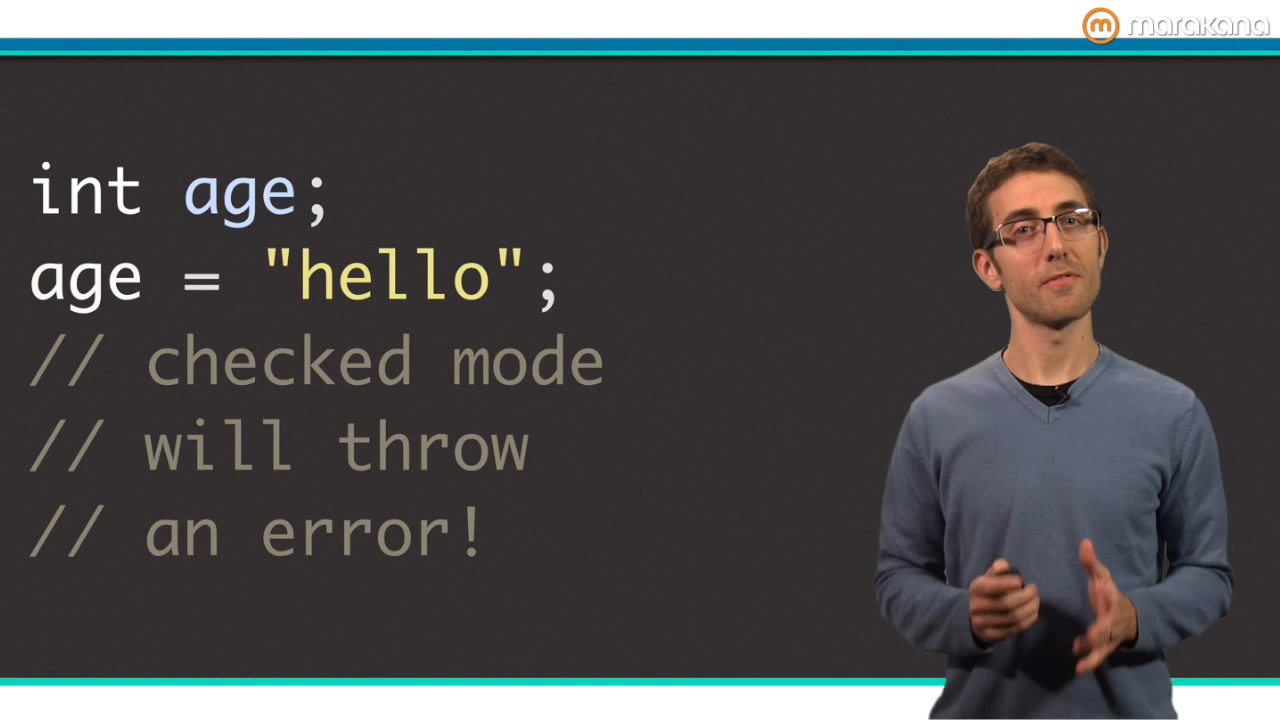 marakana
int age;
age = "hello";
// checked mode
// will throw
// an error!